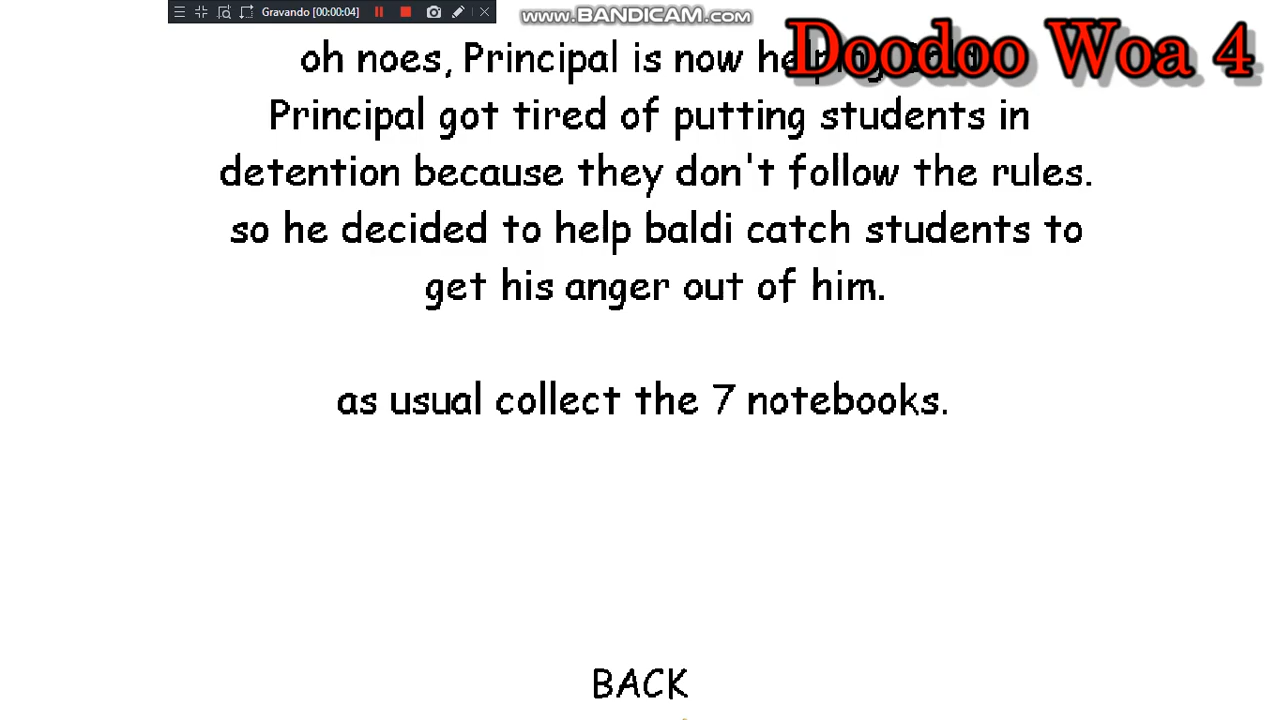 Gravando [00:00:04]
www.BANDICAM.com
Doodoo Woa 4
oh noes, Principal is now helping
Principal got tired of putting students in
detention because they don't follow the rules.
so he decided to help baldi catch students to
get his anger out of him.
as usual collect the 7 notebooks.
BACK